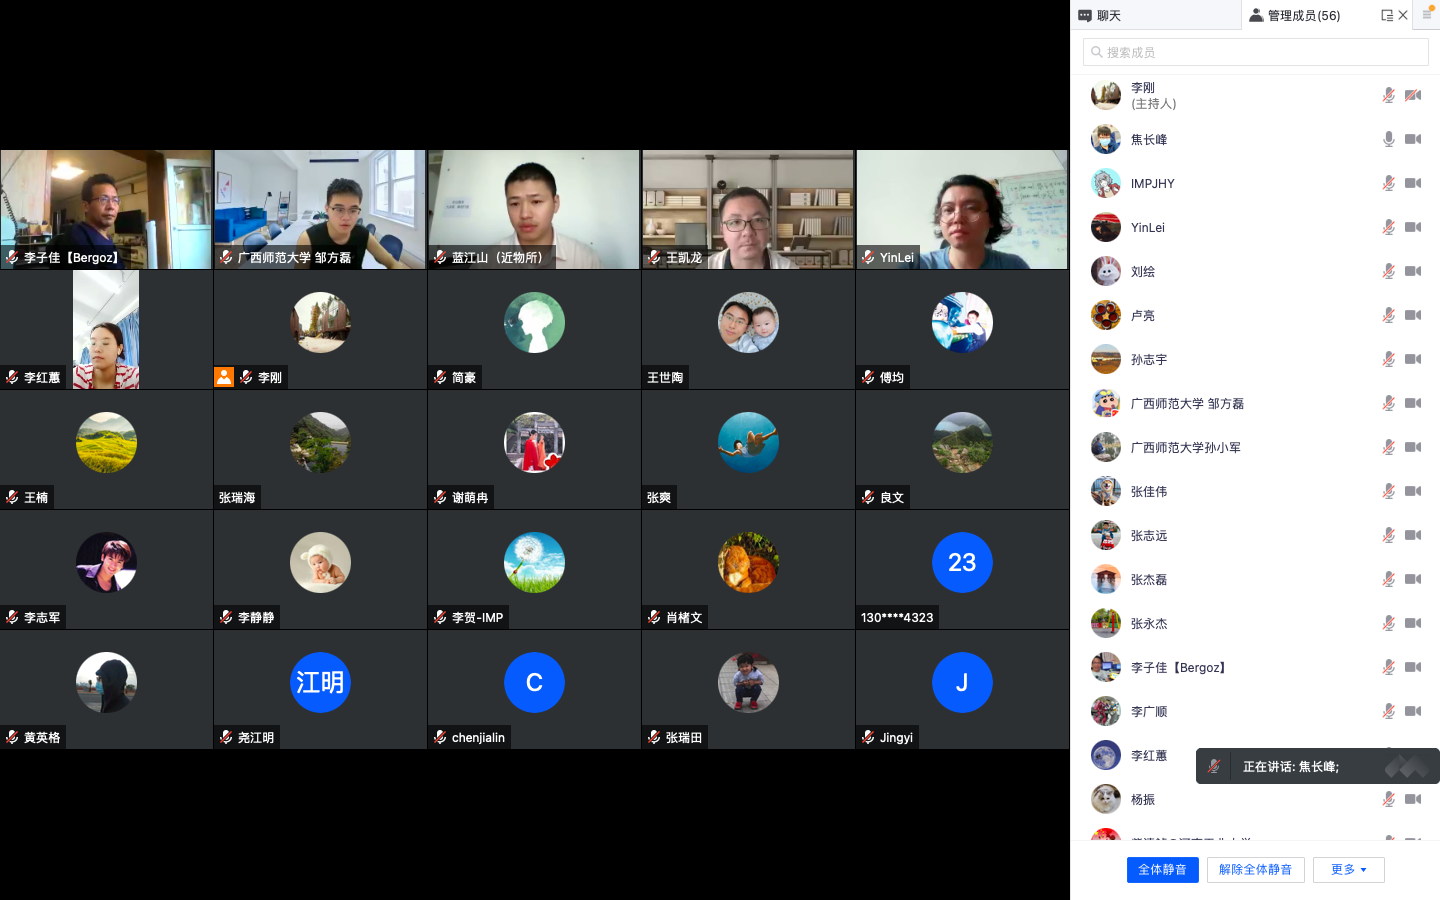 聊天
管理成员(56)
搜索成员
李刚
(主持人)
焦长峰
IMPJHY
YinLei
刘绘
卢亮
孙志宇
广西师范大学 邹方磊
广西师范大学孙小军
张佳伟
张志远
张杰磊
张永杰
李子佳【Bergoz】
李广顺
李红蕙
杨振
正在讲话: 焦长峰;
全体静音
解除全体静音
更多
李子佳【Bergoz】
广西师范大学 邹方磊
蓝江山（近物所）
王凯龙
YinLei
李红蕙
李刚
简豪
王世陶
傅均
王楠
张瑞海
谢萌冉
张奭
良文
李志军
李静静
李贺-IMP
肖楮文
23
130****4323
黄英格
江明
尧江明
C
chenjialin
张瑞田
J
Jingyi